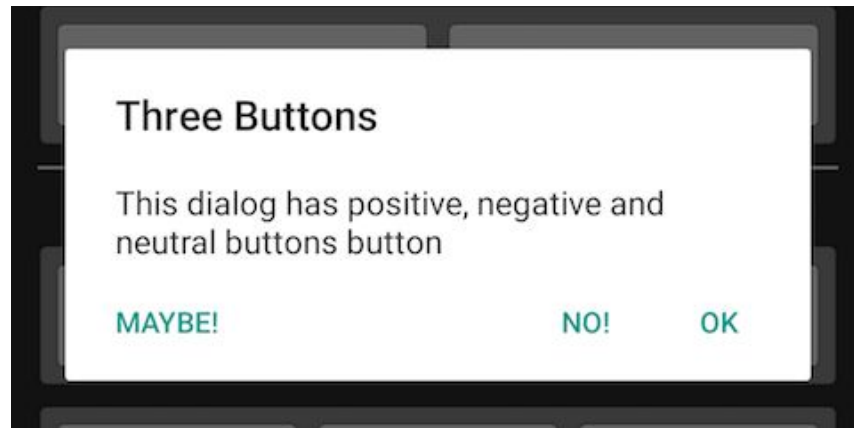 Three Buttons
This dialog has positive, negative and
neutral buttons button
MAYBE! NO! OK